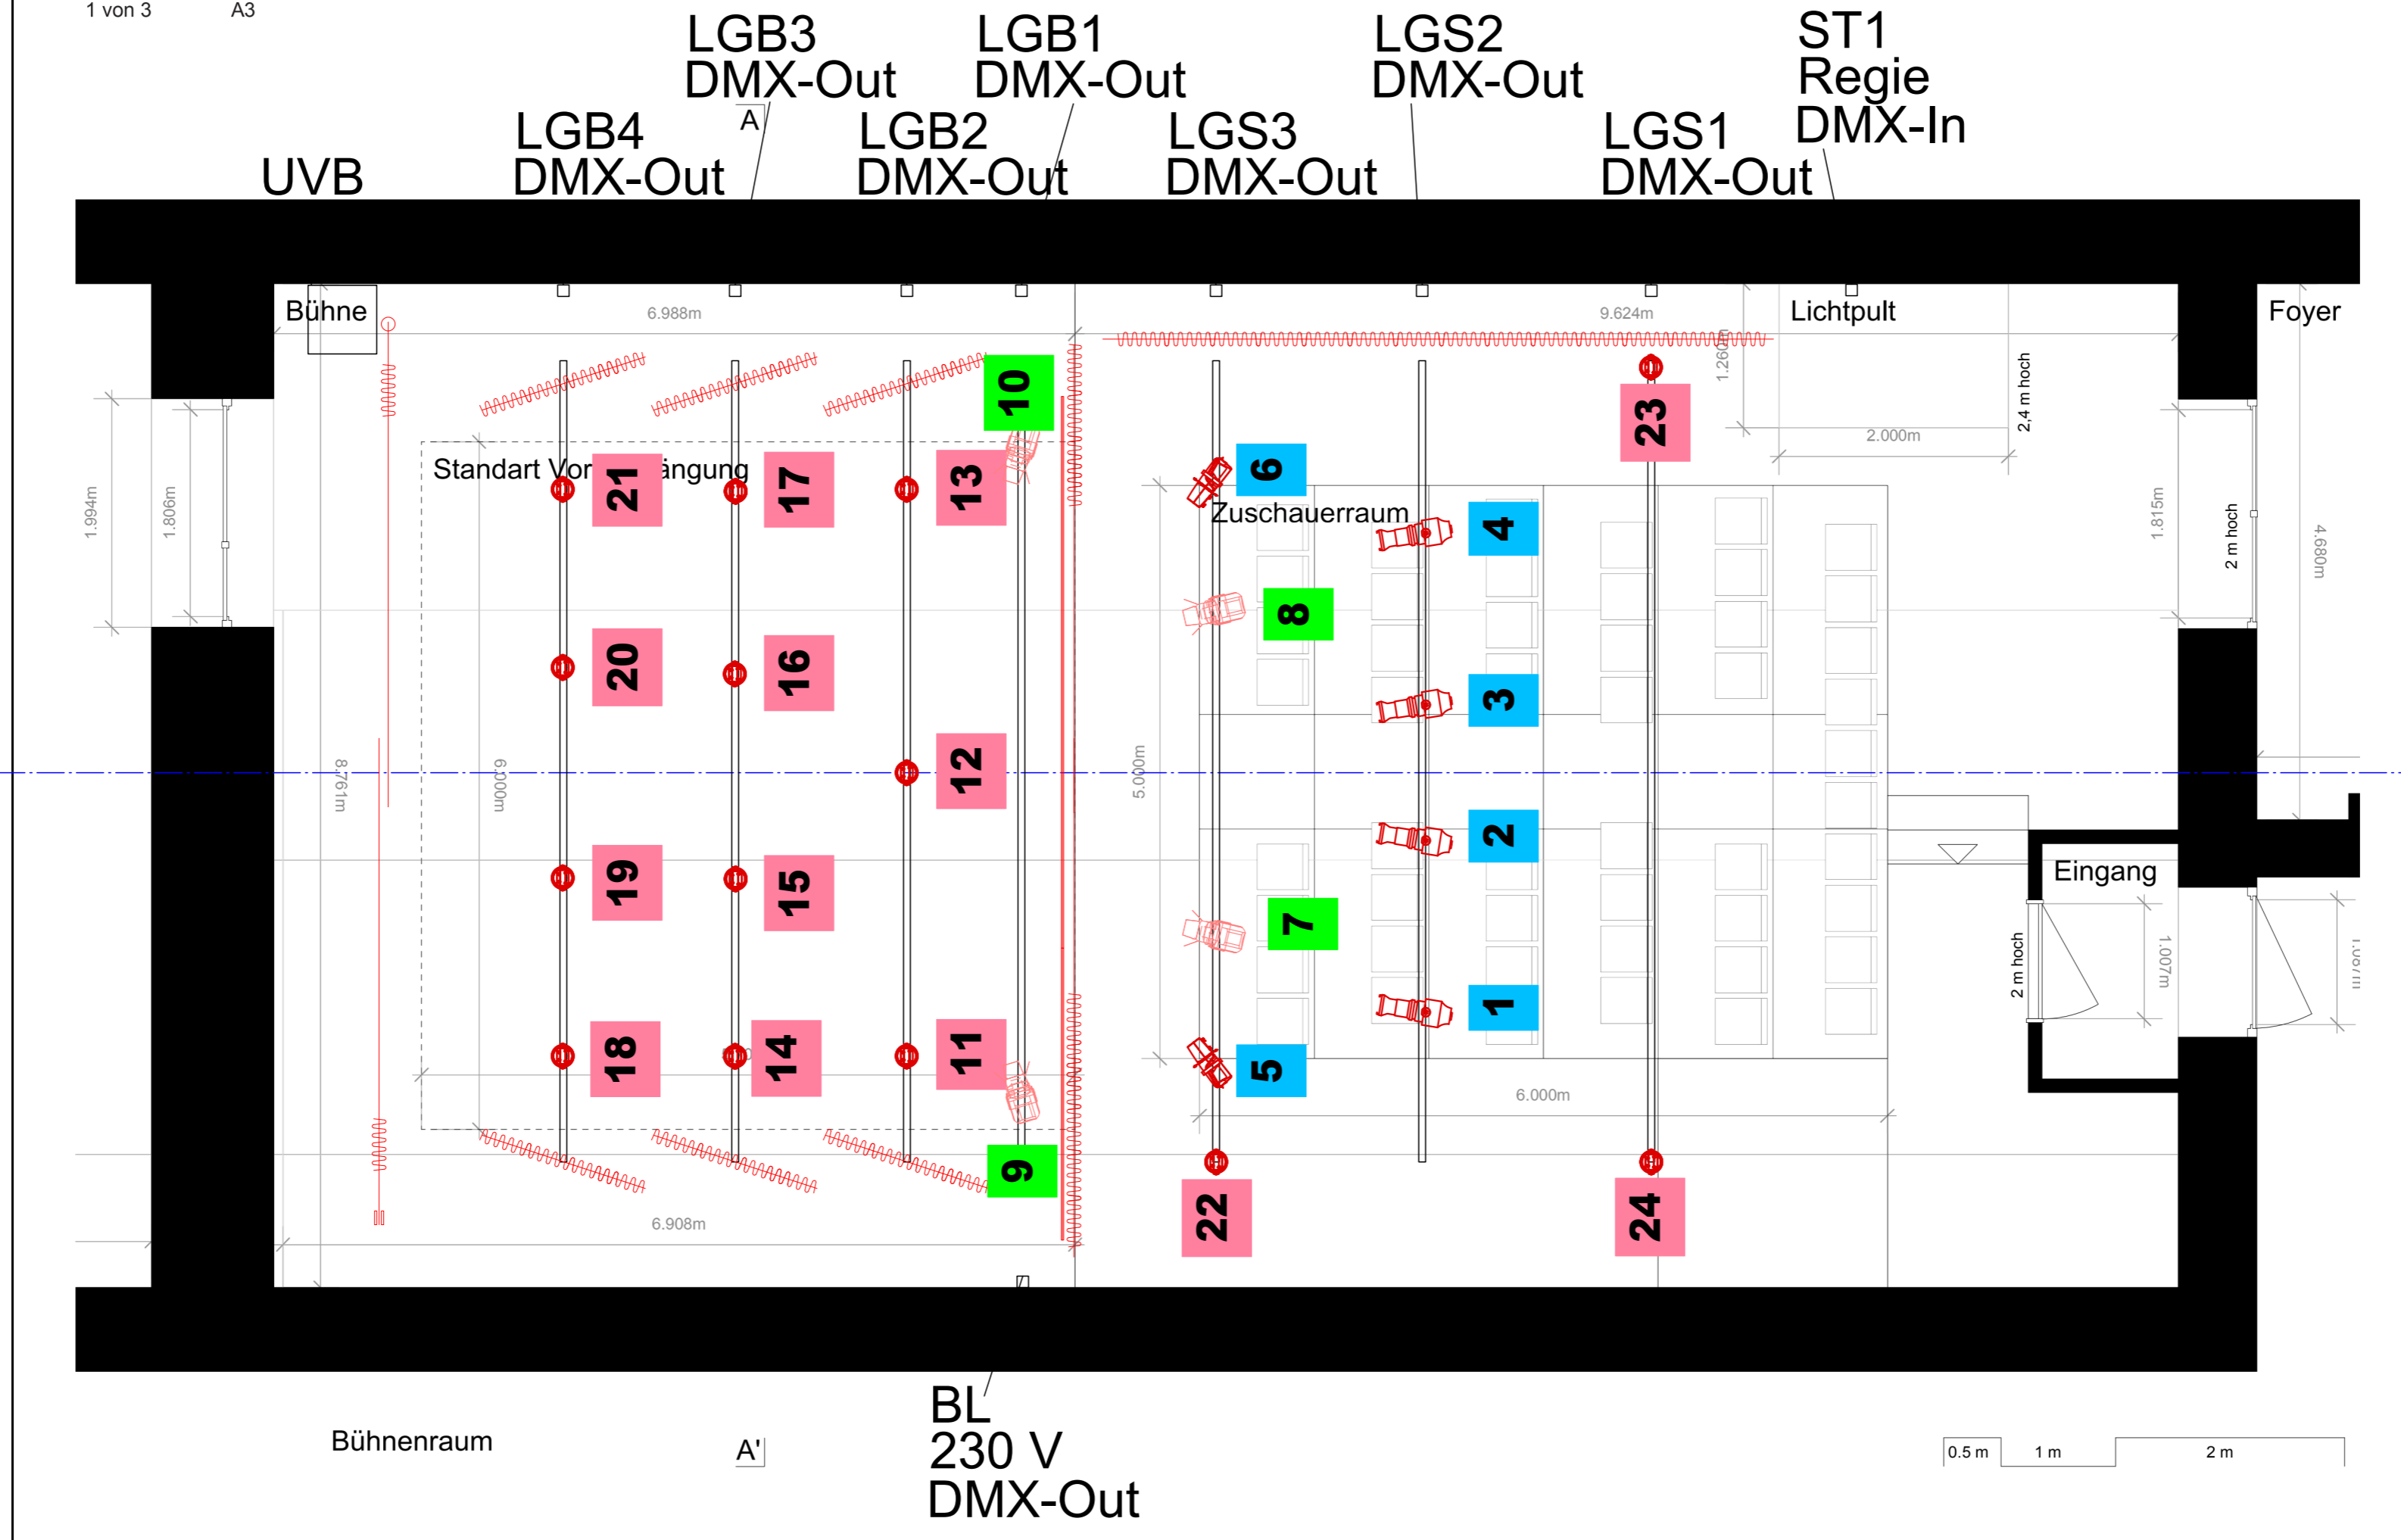 1 von 3 A3
LGB3
DMX-Out
LGB1
DMX-Out
LGS2
DMX-Out
ST1
Regie
DMX-In
A
UVB
LGB4
DMX-Out
LGB2
DMX-Out
LGS3
DMX-Out
LGS1
DMX-Out
Bühne
6.988m
9.624m
Lichtpult
Foyer
1.260m
2,4 m hoch
2.000m
10
23
Standart Vor
ängung
21
17
13
6
Zuschauerraum
4
1.994m
1.806m
1.815m
2 m hoch
4.680m
8
20
16
3
12
8.761m
6.000m
5.000m
2
19
15
7
Eingang
2 m hoch
1.007m
1
18
14
11
5
6.000m
9
22
24
6.908m
BL
230 V
DMX-Out
Bühnenraum
A'
0.5 m 1 m 2 m